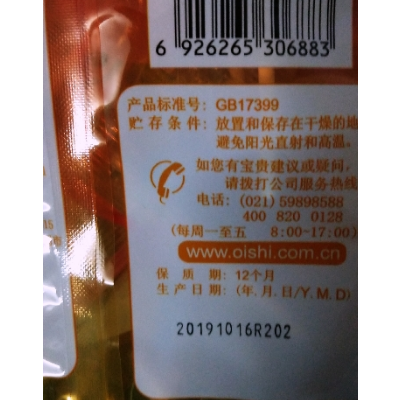 6 926265 306883
产品标准号: GB17399
贮存条件: 放置和保存在干燥的地
避免阳光直射和高温。
如您有宝贵建议或疑问,
请拨打公司服务热线
电话: (021)59898588
400 820 0128
(每周一至五 8:00-17:00)
www.oishi.com.cn
保质期: 12个月
生产日期: (年.月.日/Y.M.D)
20191016R202